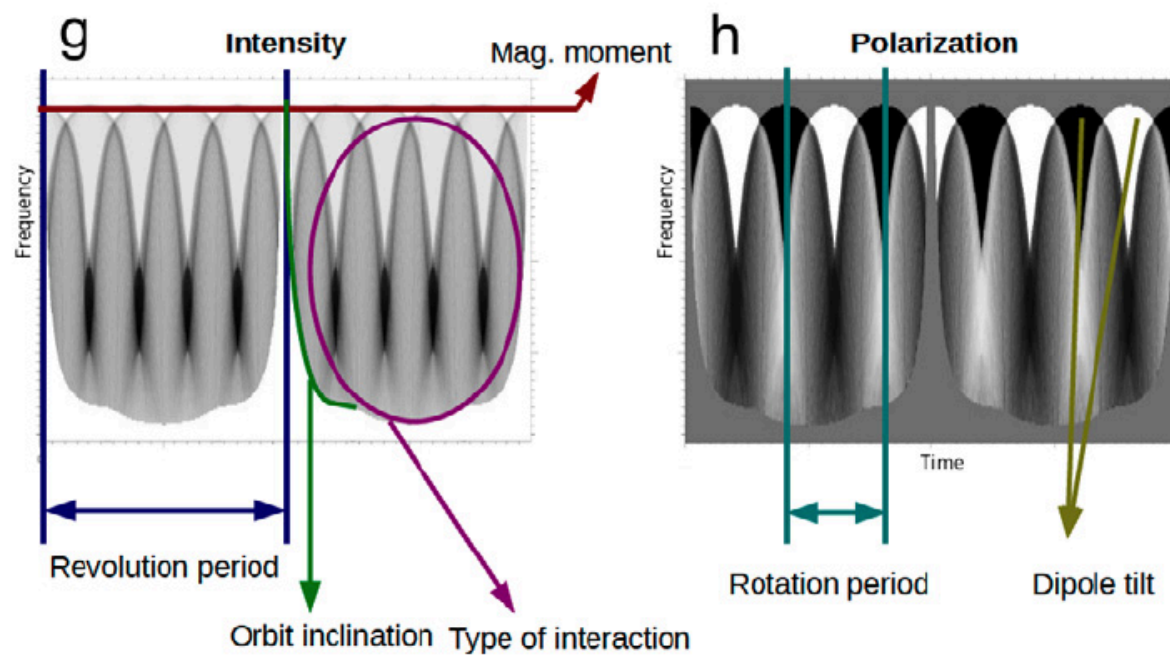 g
Intensity
Mag. moment
Frequency
Revolution period
Orbit inclination
Type of interaction
h
Polarization
Frequency
Time
Rotation period
Dipole tilt